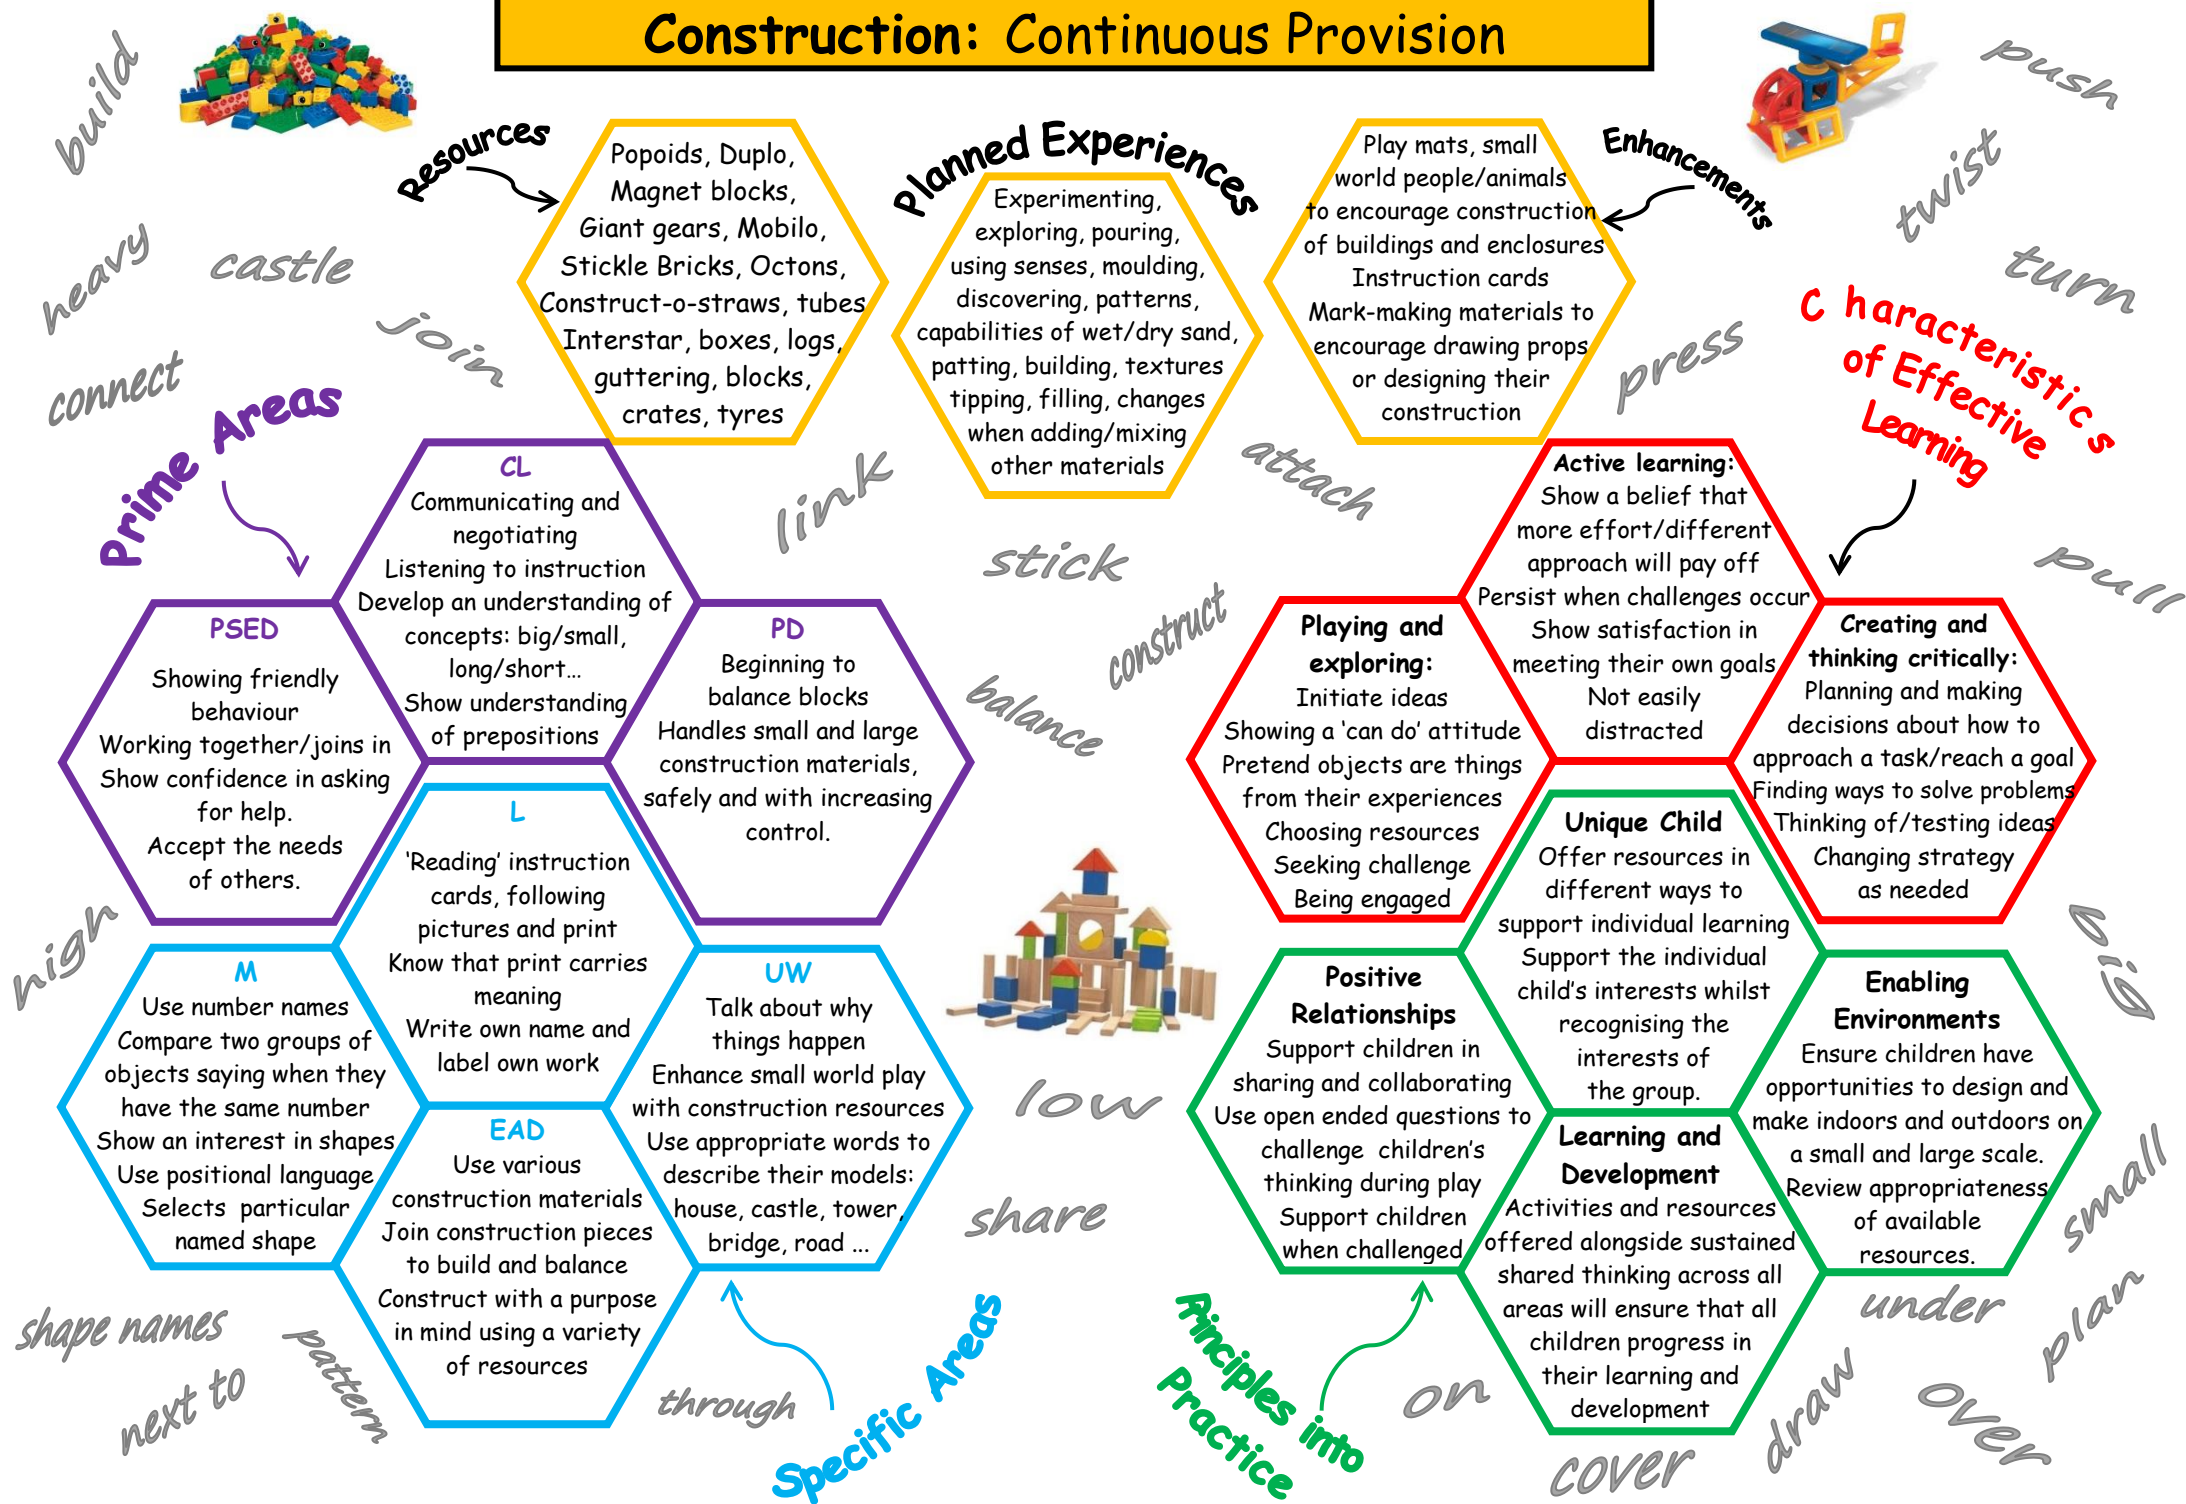 Construction: Continuous Provision
build
push
Resources
Popoids, Duplo,
Magnet blocks,
Giant gears, Mobilo,
Stickle Bricks, Octons,
Construct-o-straws, tubes
Interstar, boxes, logs,
guttering, blocks,
crates, tyres
Planned Experiences
Experimenting,
exploring, pouring,
using senses, moulding,
discovering, patterns,
capabilities of wet/dry sand,
patting, building, textures
tipping, filling, changes
when adding/mixing
other materials
Enhancements
Play mats, small
world people/animals
to encourage construction
of buildings and enclosures
Instruction cards
Mark-making materials to
encourage drawing props
or designing their
construction
twist
turn
heavy
castle
join
connect
press
link
attach
stick
construct
balance
pull
Prime Areas
CL
Communicating and
negotiating
Listening to instruction
Develop an understanding of
concepts: big/small,
long/short…
Show understanding
of prepositions
PSED
Showing friendly
behaviour
Working together/joins in
Show confidence in asking
for help.
Accept the needs
of others.
PD
Beginning to
balance blocks
Handles small and large
construction materials,
safely and with increasing
control.
Characteristics
of Effective
Learning
Active learning:
Show a belief that
more effort/different
approach will pay off
Persist when challenges occur
Show satisfaction in
meeting their own goals
Not easily
distracted
Playing and
exploring:
Initiate ideas
Showing a ‘can do’ attitude
Pretend objects are things
from their experiences
Choosing resources
Seeking challenge
Being engaged
Creating and
thinking critically:
Planning and making
decisions about how to
approach a task/reach a goal
Finding ways to solve problems
Thinking of/testing ideas
Changing strategy
as needed
L
‘Reading’ instruction
cards, following
pictures and print
Know that print carries
meaning
Write own name and
label own work
M
Use number names
Compare two groups of
objects saying when they
have the same number
Show an interest in shapes
Use positional language
Selects particular
named shape
UW
Talk about why
things happen
Enhance small world play
with construction resources
Use appropriate words to
describe their models:
house, castle, tower,
bridge, road …
EAD
Use various
construction materials
Join construction pieces
to build and balance
Construct with a purpose
in mind using a variety
of resources
Specific Areas
Unique Child
Offer resources in
different ways to
support individual learning
Support the individual
child’s interests whilst
recognising the
interests of
the group.
Positive
Relationships
Support children in
sharing and collaborating
Use open ended questions to
challenge children’s
thinking during play
Support children
when challenged
Enabling
Environments
Ensure children have
opportunities to design and
make indoors and outdoors on
a small and large scale.
Review appropriateness
of available
resources.
Learning and
Development
Activities and resources
offered alongside sustained
shared thinking across all
areas will ensure that all
children progress in
their learning and
development
Principles into
Practice
high
big
low
share
small
shape names
pattern
next to
through
under
plan
on
draw
over
cover